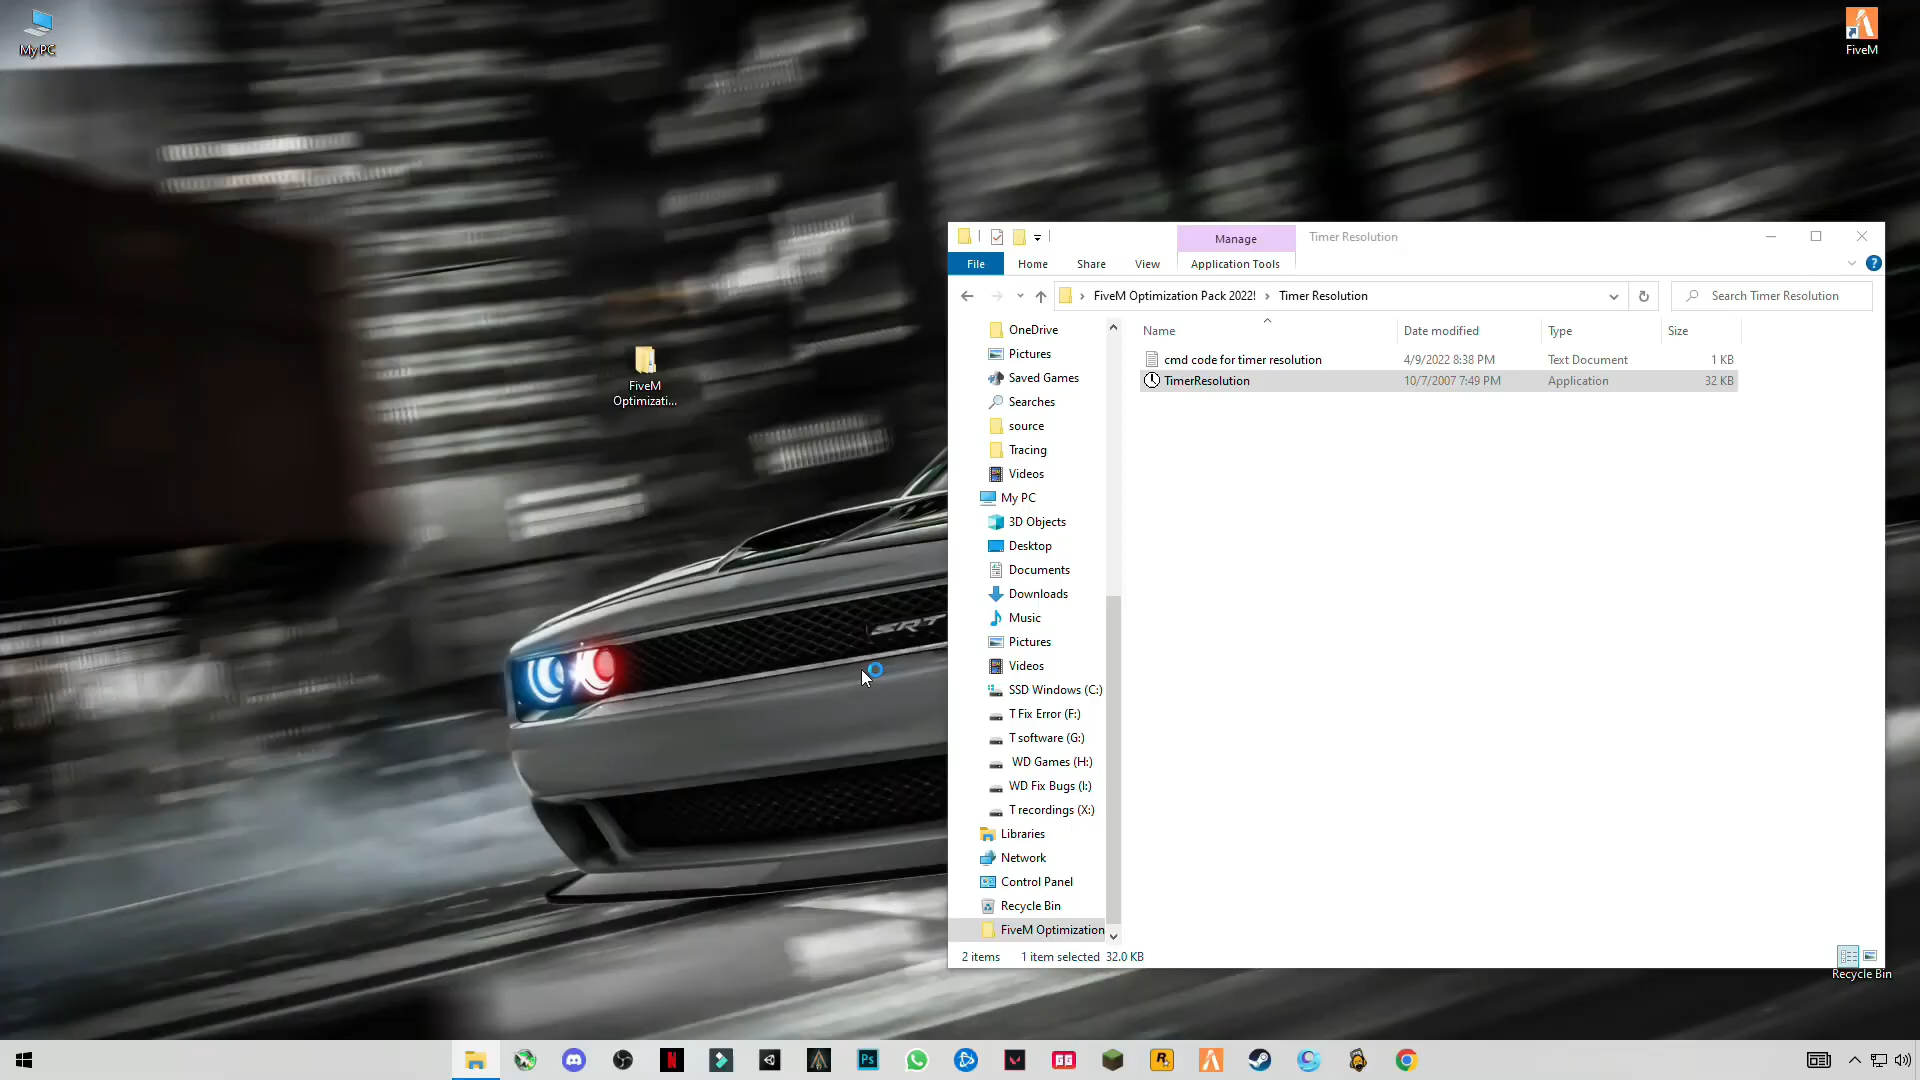 My PC
FiveM
FiveM
Optimizati...
Manage
Timer Resolution
File
Home
Share
View
Application Tools
FiveM Optimization Pack 2022!
Timer Resolution
Search Timer Resolution
Name
Date modified
Type
Size
cmd code for timer resolution
4/9/2022 8:38 PM
Text Document
1 KB
TimerResolution
10/7/2007 7:49 PM
Application
32 KB
OneDrive
Pictures
Saved Games
Searches
source
Tracing
Videos
My PC
3D Objects
Desktop
Documents
Downloads
Music
Pictures
Videos
SSD Windows (C:)
T Fix Error (F:)
T software (G:)
WD Games (H:)
WD Fix Bugs (I:)
T recordings (X:)
Libraries
Network
Control Panel
Recycle Bin
FiveM Optimization
2 items
1 item selected 32.0 KB
Recycle Bin
SRT
Ps